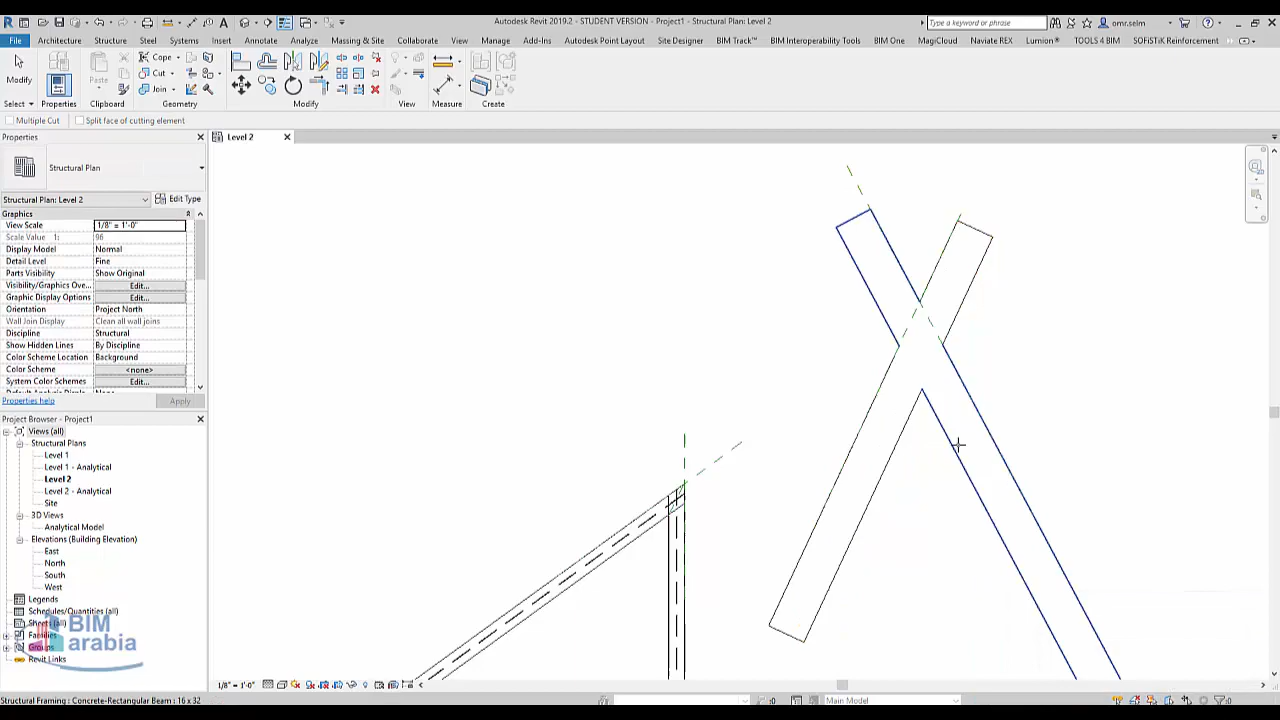 Autodesk Revit 2019.2 - STUDENT VERSION - Project1 - Structural Plan: Level 2
Type a keyword or phrase
omr.selm
File Architecture Structure Steel Systems Insert Annotate Analyze Massing & Site Collaborate View Manage Add-Ins Autodesk Point Layout Site Designer BIM Track™ BIM Interoperability Tools BIM One MagiCloud Naviate REX Lumion® TOOLS 4 BIM SOFiSTiK Reinforcement
Modify Paste Cope Cut Join
Select Properties Clipboard Geometry Modify View Measure Create
Multiple Cut Split face of cutting element
Properties
Level 2
Structural Plan
Structural Plan: Level 2 Edit Type
Graphics
View Scale 1/8" = 1'-0"
Scale Value 1: 96
Display Model Normal
Detail Level Fine
Parts Visibility Show Original
Visibility/Graphics Ove... Edit...
Graphic Display Options Edit...
Orientation Project North
Wall Join Display Clean all wall joins
Discipline Structural
Show Hidden Lines By Discipline
Color Scheme Location Background
Color Scheme <none>
System Color Schemes Edit...
Properties help Apply
Project Browser - Project1
Views (all)
Structural Plans
Level 1
Level 1 - Analytical
Level 2
Level 2 - Analytical
Site
3D Views
Analytical Model
Elevations (Building Elevation)
East
North
South
West
Legends
Schedules/Quantities (all)
Sheets (all)
Families
Groups
Revit Links
BIM
arabia
1/8" = 1'-0"
Structural Framing : Concrete-Rectangular Beam : 16 x 32
:0
Main Model
:0